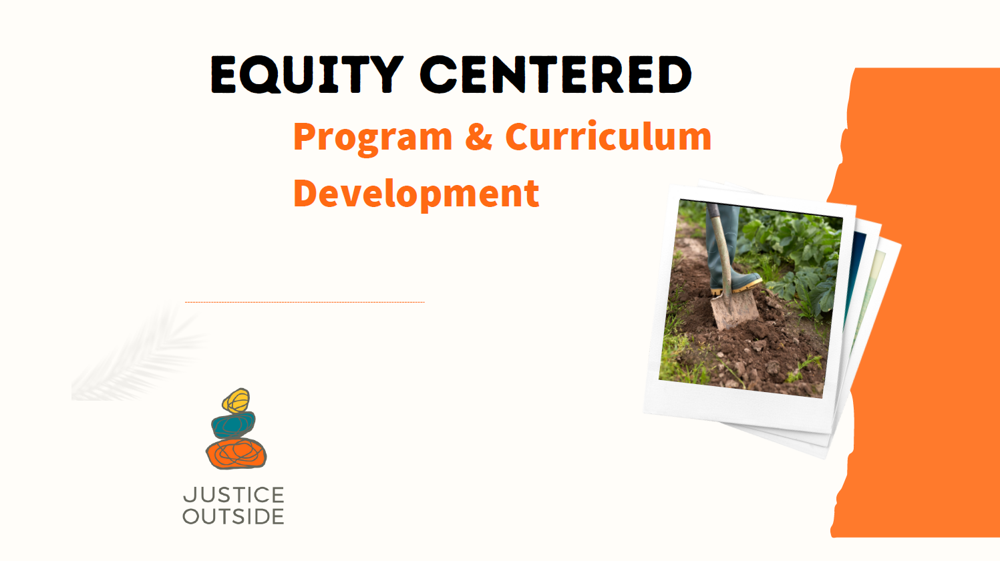 EQUITY CENTERED
Program & Curriculum
Development
JUSTICE
OUTSIDE